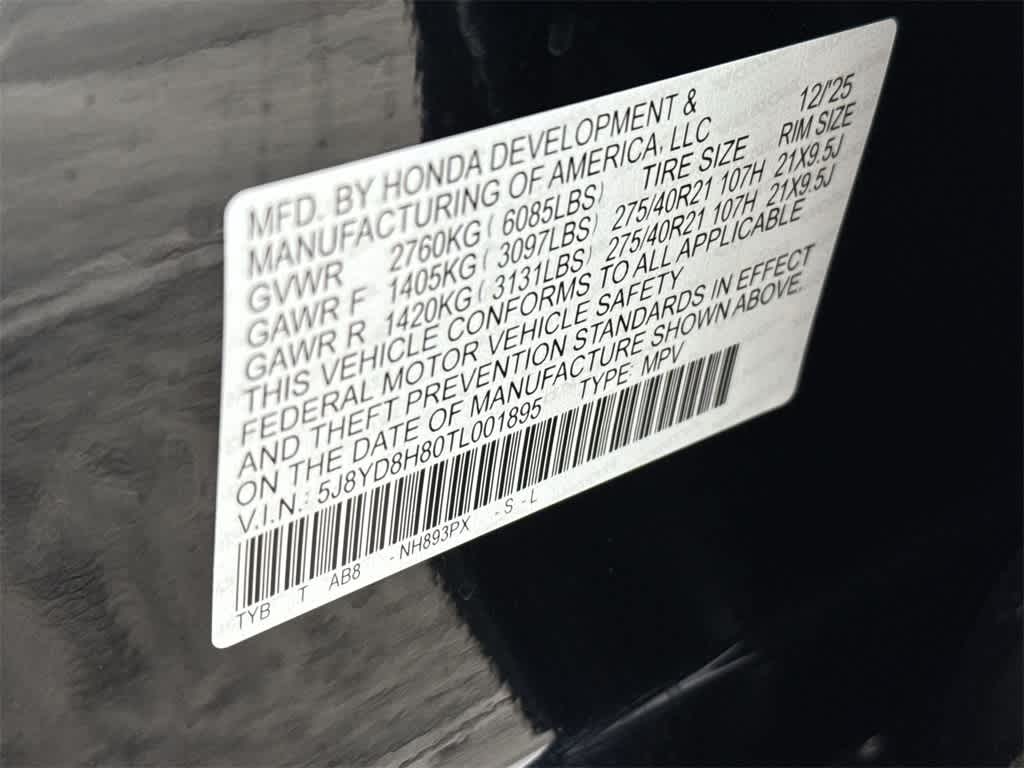 MFD. BY HONDA DEVELOPMENT & 12/'25
MANUFACTURING OF AMERICA, LLC RIM SIZE
GVWR 2760KG ( 6085LBS) TIRE SIZE
GAWR F 1405KG ( 3097LBS) 275/40R21 107H 21X9.5J
GAWR R 1420KG ( 3131LBS) 275/40R21 107H 21X9.5J
THIS VEHICLE CONFORMS TO ALL APPLICABLE
FEDERAL MOTOR VEHICLE SAFETY
AND THEFT PREVENTION STANDARDS IN EFFECT
ON THE DATE OF MANUFACTURE SHOWN ABOVE.
V.I.N.: 5J8YD8H80TL001895 TYPE: MPV
TYB T AB8 -NH893PX -S -L